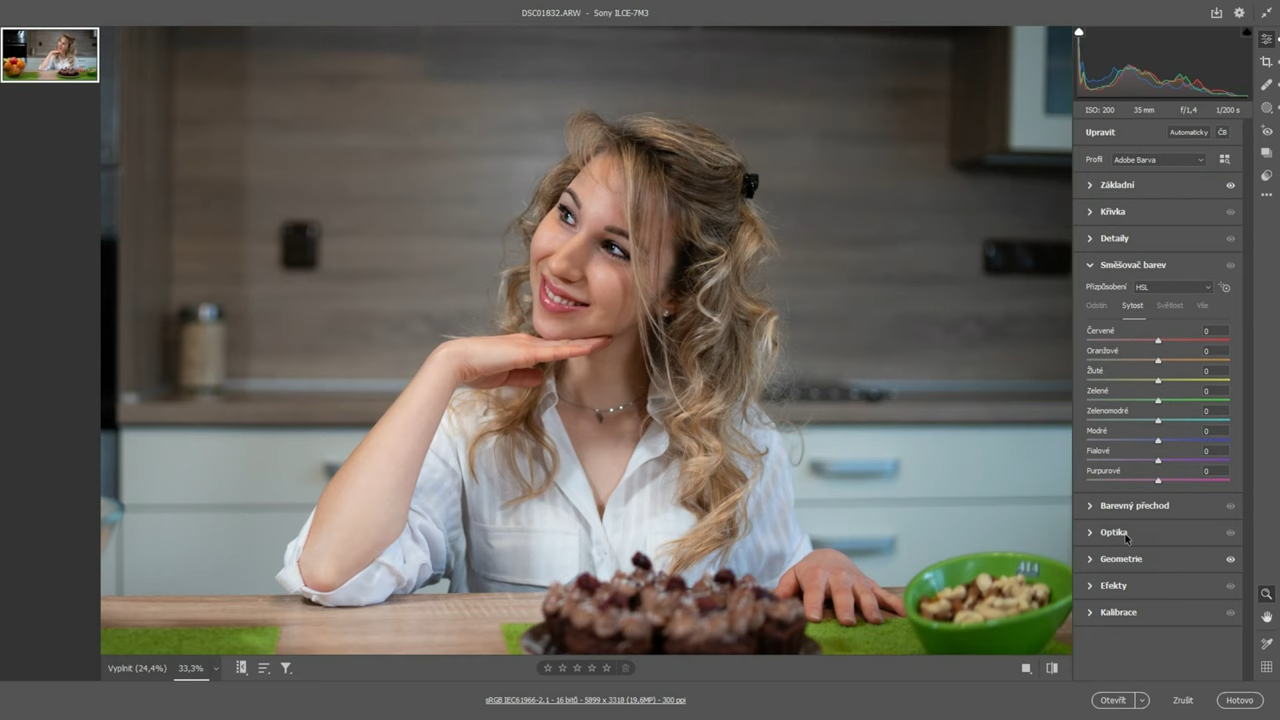 DSC01832.ARW - Sony ILCE-7M3
ISO: 200 35 mm f/1,4 1/200 s
Upravit Automaticky ČB
Profil Adobe Barva
Základní
Křivka
Detaily
Směšovač barev
Přizpůsobení HSL
Odstín Sytost Světlost Vše
Červené 0
Oranžové 0
Žluté 0
Zelené 0
Zelenomodré 0
Modré 0
Fialové 0
Purpurové 0
Barevný přechod
Optika
Geometrie
Efekty
Kalibrace
Vyplnit (24,4%) 33,3%
sRGB IEC61966-2.1 - 16 bitů - 5899 x 3318 (19,6MP) - 300 ppi
Otevřít Zrušit Hotovo